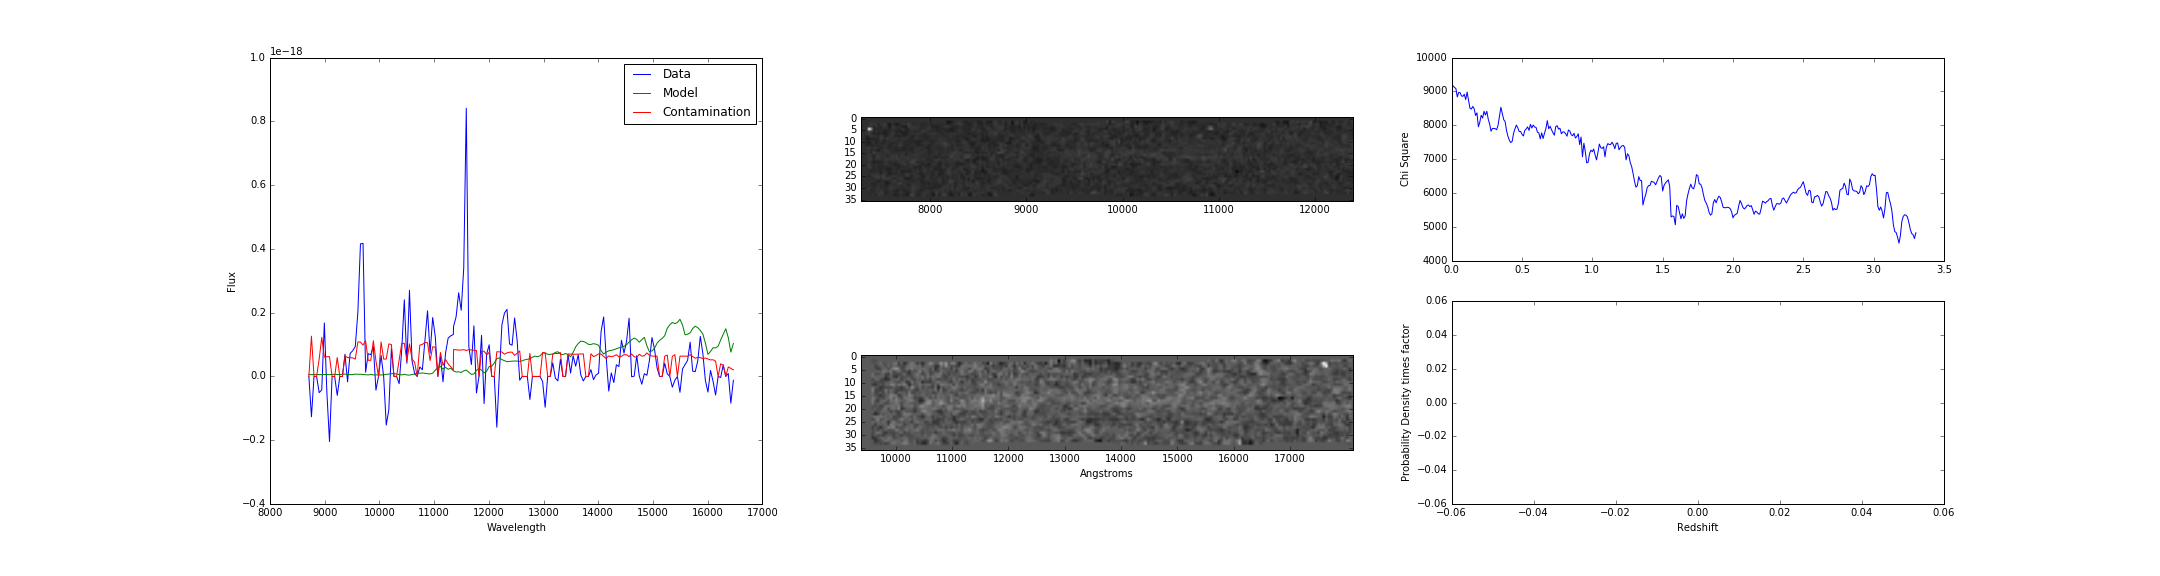 1e−18
1.0
0.8
0.6
0.4
0.2
0.0
−0.2
−0.4
8000 9000 10000 11000 12000 13000 14000 15000 16000 17000
Wavelength
Flux
Data
Model
Contamination
0
5
10
15
20
25
30
35
8000 9000 10000 11000 12000
0
5
10
15
20
25
30
35
10000 11000 12000 13000 14000 15000 16000 17000
Angstroms
10000
9000
8000
7000
6000
5000
4000
0.0 0.5 1.0 1.5 2.0 2.5 3.0 3.5
Chi Square
0.06
0.04
0.02
0.00
−0.02
−0.04
−0.06
−0.06 −0.04 −0.02 0.00 0.02 0.04 0.06
Redshift
Probability Density times factor